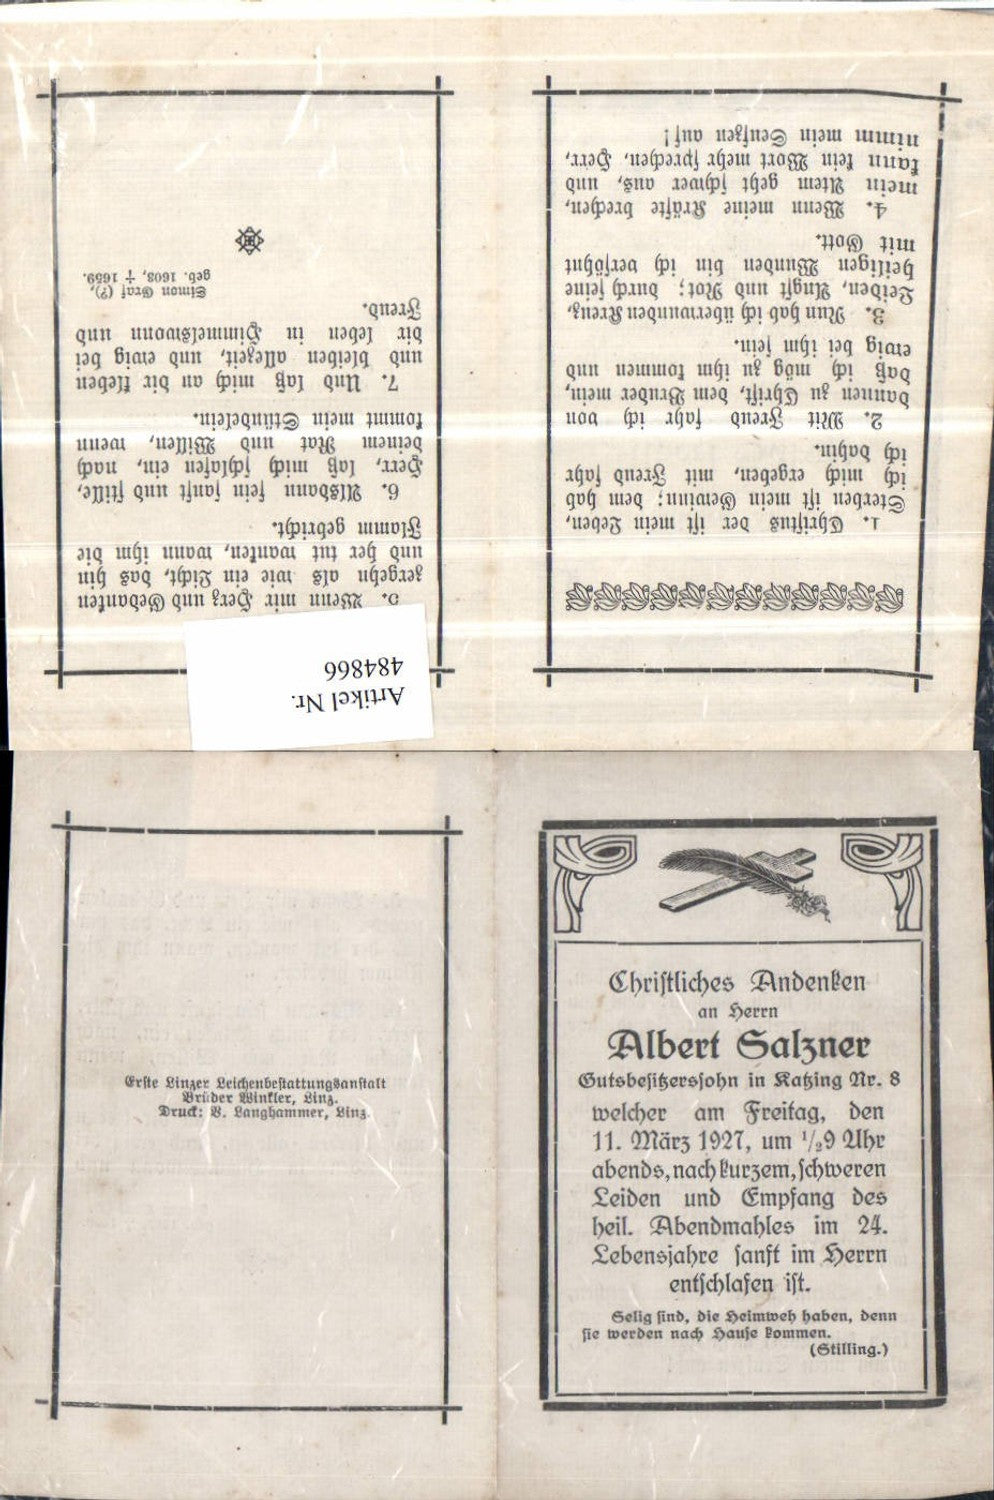 1. Christus der ist mein Leben,
Sterben ist mein Gewinn; dem hab
ich mich ergeben, mit Freud fahr
ich dahin.
2. Mit Freud fahr ich von
dannen zu Christ, dem Bruder mein,
daß ich mög zu ihm kommen und
ewig bei ihm sein.
3. Nun hab ich überwunden Kreuz,
Leiden, Angst und Not; durch seine
heiligen Wunden bin ich versöhnt
mit Gott.
4. Wenn meine Kräfte brechen,
mein Atem geht schwer aus, und
kann kein Wort mehr sprechen, Herr,
nimm mein Seufzen auf!
5. Wenn mir Herz und Gedanken
zergehn als wie ein Licht, das hin
und her tut wanken, wann ihm die
Flamm gebricht.
6. Alsdann fein sanft und stille,
Herr, laß mich schlafen ein, nach
deinem Rat und Willen, wenn
kommt mein Stündelein.
7. Und laß mich an dir kleben
und bleiben allezeit, und ewig bei
dir leben in Himmelswonn und
Freud.
Simon Graf (?),
geb. 1603, † 1659.
Artikel Nr.
484866
Erste Linzer Leichenbestattungsanstalt
Brüder Winkler, Linz.
Druck: B. Langhammer, Linz.
Christliches Andenken
an Herrn
Albert Salzner
Gutsbesitzerssohn in Katzing Nr. 8
welcher am Freitag, den
11. März 1927, um 1/29 Uhr
abends, nach kurzem, schweren
Leiden und Empfang des
heil. Abendmahles im 24.
Lebensjahre sanft im Herrn
entschlafen ist.
Selig sind, die Heimweh haben, denn
sie werden nach Hause kommen.
(Stilling.)